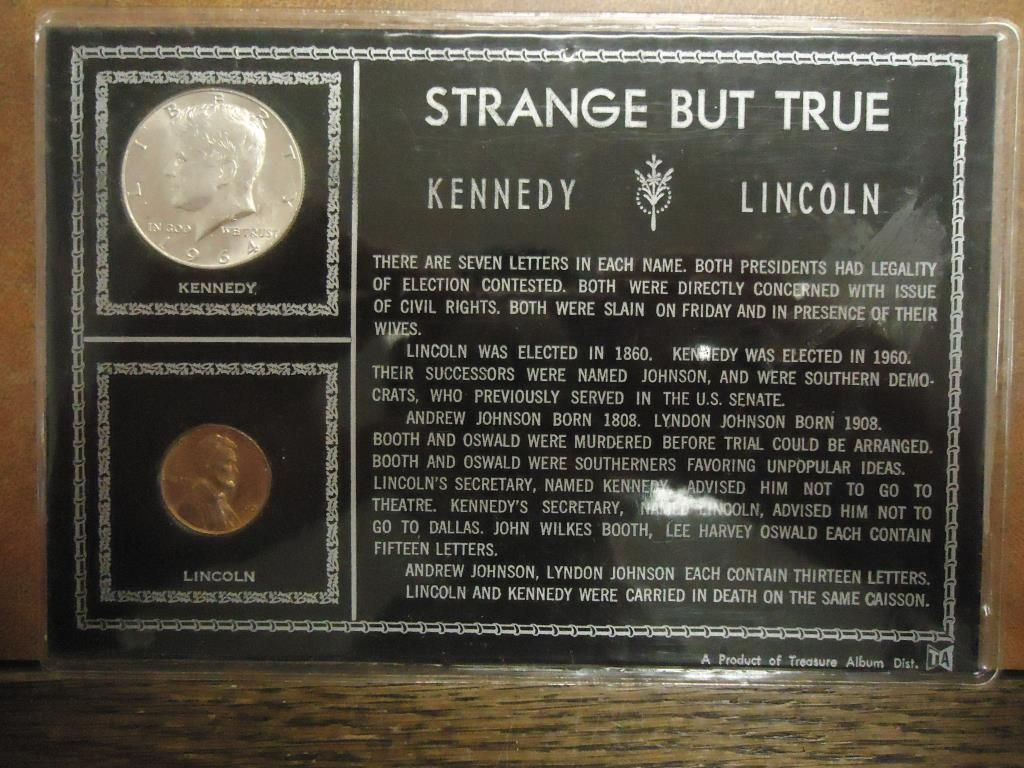 STRANGE BUT TRUE
KENNEDY LINCOLN
LIBERTY
IN GOD WE TRUST
1964
KENNEDY
LINCOLN
THERE ARE SEVEN LETTERS IN EACH NAME. BOTH PRESIDENTS HAD LEGALITY
OF ELECTION CONTESTED. BOTH WERE DIRECTLY CONCERNED WITH ISSUE
OF CIVIL RIGHTS. BOTH WERE SLAIN ON FRIDAY AND IN PRESENCE OF THEIR
WIVES.
LINCOLN WAS ELECTED IN 1860. KENNEDY WAS ELECTED IN 1960.
THEIR SUCCESSORS WERE NAMED JOHNSON, AND WERE SOUTHERN DEMO-
CRATS, WHO PREVIOUSLY SERVED IN THE U.S. SENATE.
ANDREW JOHNSON BORN 1808. LYNDON JOHNSON BORN 1908.
BOOTH AND OSWALD WERE MURDERED BEFORE TRIAL COULD BE ARRANGED.
BOOTH AND OSWALD WERE SOUTHERNERS FAVORING UNPOPULAR IDEAS.
LINCOLN'S SECRETARY, NAMED KENNEDY, ADVISED HIM NOT TO GO TO
THEATRE. KENNEDY'S SECRETARY, NAMED LINCOLN, ADVISED HIM NOT TO
GO TO DALLAS. JOHN WILKES BOOTH, LEE HARVEY OSWALD EACH CONTAIN
FIFTEEN LETTERS.
ANDREW JOHNSON, LYNDON JOHNSON EACH CONTAIN THIRTEEN LETTERS.
LINCOLN AND KENNEDY WERE CARRIED IN DEATH ON THE SAME CAISSON.
A Product of Treasure Album Dist. TA